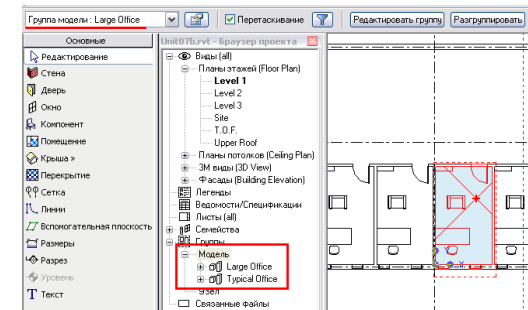 Группа модели : Large Office
Перетаскивание
Редактировать группу
Разгруппировать
Основные
Редактирование
Стена
Дверь
Окно
Компонент
Помещение
Крыша »
Перекрытие
Сетка
Линии
Вспомогательная плоскость
Размеры
Разрез
Уровень
Текст
Unit07b.rvt - Браузер проекта
Виды (all)
Планы этажей (Floor Plan)
Level 1
Level 2
Level 3
Site
T.O.F.
Upper Roof
Планы потолков (Ceiling Plan)
3М виды (3D View)
Фасады (Building Elevation)
Легенды
Ведомости/Спецификации
Листы (all)
Семейства
Группы
Модель
Large Office
Typical Office
Узел
Связанные файлы